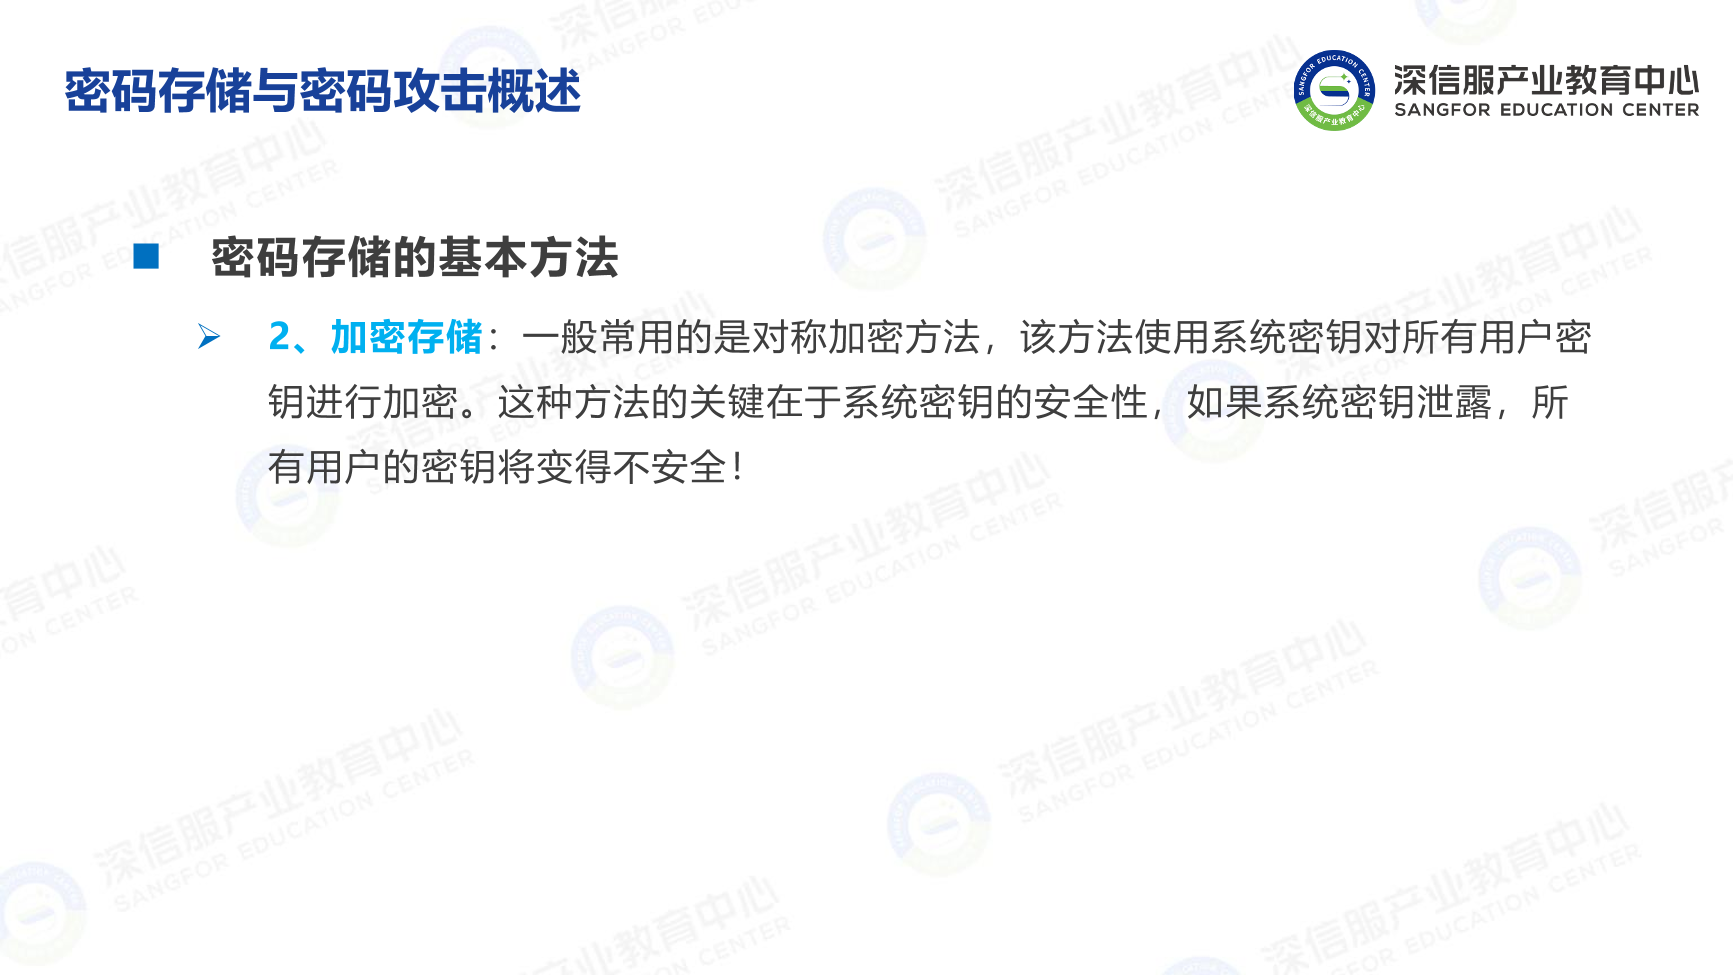 密码存储与密码攻击概述
深信服产业教育中心
SANGFOR EDUCATION CENTER
密码存储的基本方法
2、加密存储：一般常用的是对称加密方法，该方法使用系统密钥对所有用户密
钥进行加密。这种方法的关键在于系统密钥的安全性，如果系统密钥泄露，所
有用户的密钥将变得不安全！